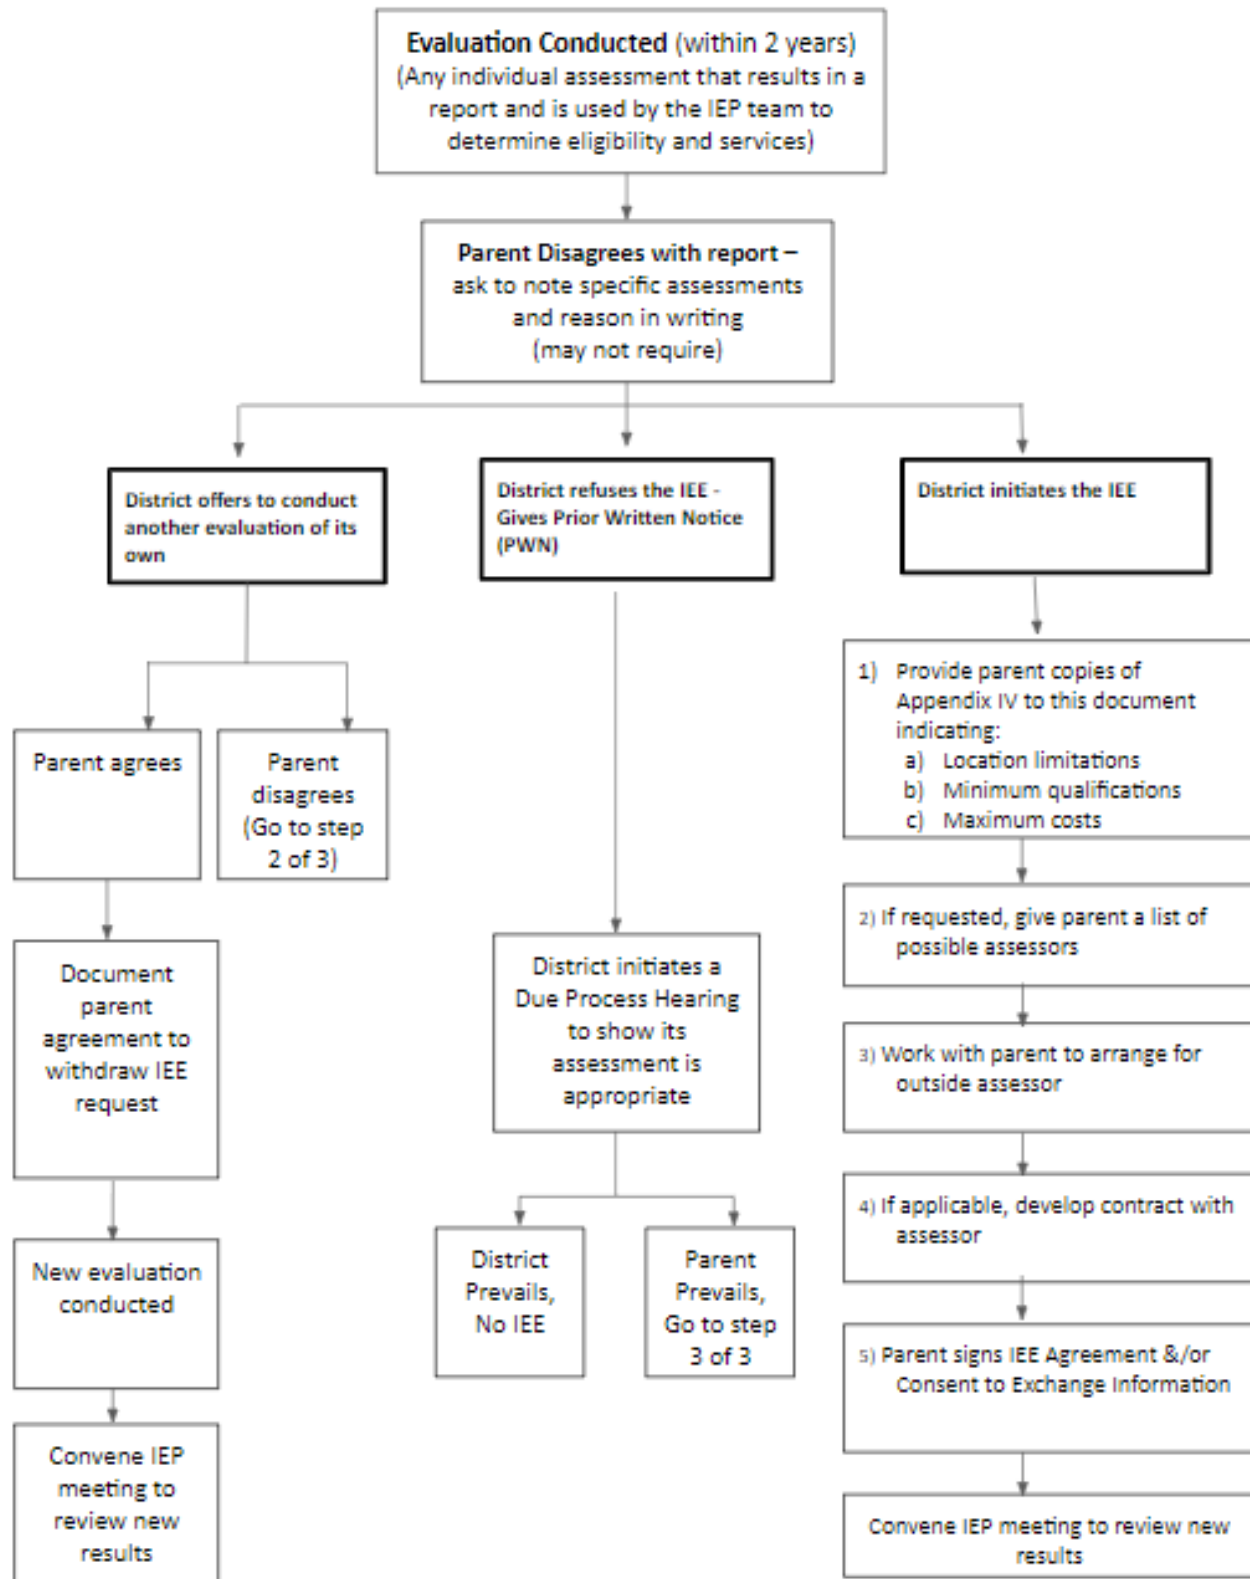 Evaluation Conducted (within 2 years)
(Any individual assessment that results in a
report and is used by the IEP team to
determine eligibility and services)
Parent Disagrees with report –
ask to note specific assessments
and reason in writing
(may not require)
District offers to conduct
another evaluation of its
own
District refuses the IEE -
Gives Prior Written Notice
(PWN)
District initiates the IEE
Parent agrees
Parent
disagrees
(Go to step
2 of 3)
Document
parent
agreement to
withdraw IEE
request
New evaluation
conducted
Convene IEP
meeting to
review new
results
District initiates a
Due Process Hearing
to show its
assessment is
appropriate
District
Prevails,
No IEE
Parent
Prevails,
Go to step
3 of 3
1) Provide parent copies of
Appendix IV to this document
indicating:
a) Location limitations
b) Minimum qualifications
c) Maximum costs
2) If requested, give parent a list of
possible assessors
3) Work with parent to arrange for
outside assessor
4) If applicable, develop contract with
assessor
5) Parent signs IEE Agreement &/or
Consent to Exchange Information
Convene IEP meeting to review new
results